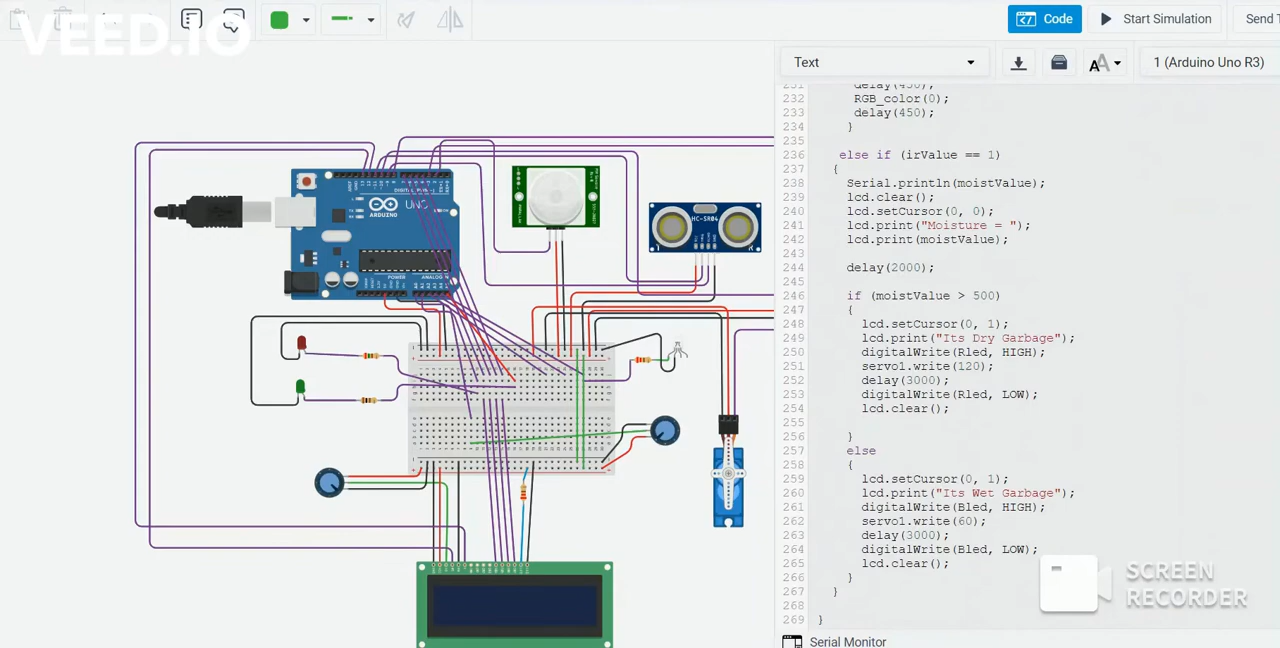 VEED.IO
Code
Start Simulation
Send T
Text
1 (Arduino Uno R3)
231 delay(450);
232 RGB_color(0);
233 delay(450);
234 }
235
236 else if (irValue == 1)
237 {
238 Serial.println(moistValue);
239 lcd.clear();
240 lcd.setCursor(0, 0);
241 lcd.print("Moisture = ");
242 lcd.print(moistValue);
243
244 delay(2000);
245
246 if (moistValue > 500)
247 {
248 lcd.setCursor(0, 1);
249 lcd.print("Its Dry Garbage");
250 digitalWrite(Rled, HIGH);
251 servo1.write(120);
252 delay(3000);
253 digitalWrite(Rled, LOW);
254 lcd.clear();
255
256 }
257 else
258 {
259 lcd.setCursor(0, 1);
260 lcd.print("Its Wet Garbage");
261 digitalWrite(Bled, HIGH);
262 servo1.write(60);
263 delay(3000);
264 digitalWrite(Bled, LOW);
265 lcd.clear();
266 }
267 }
268
269 }
Serial Monitor
SCREEN
RECORDER
ARDUINO
UNO
DIGITAL
POWER
ANALOG
HC-SR04